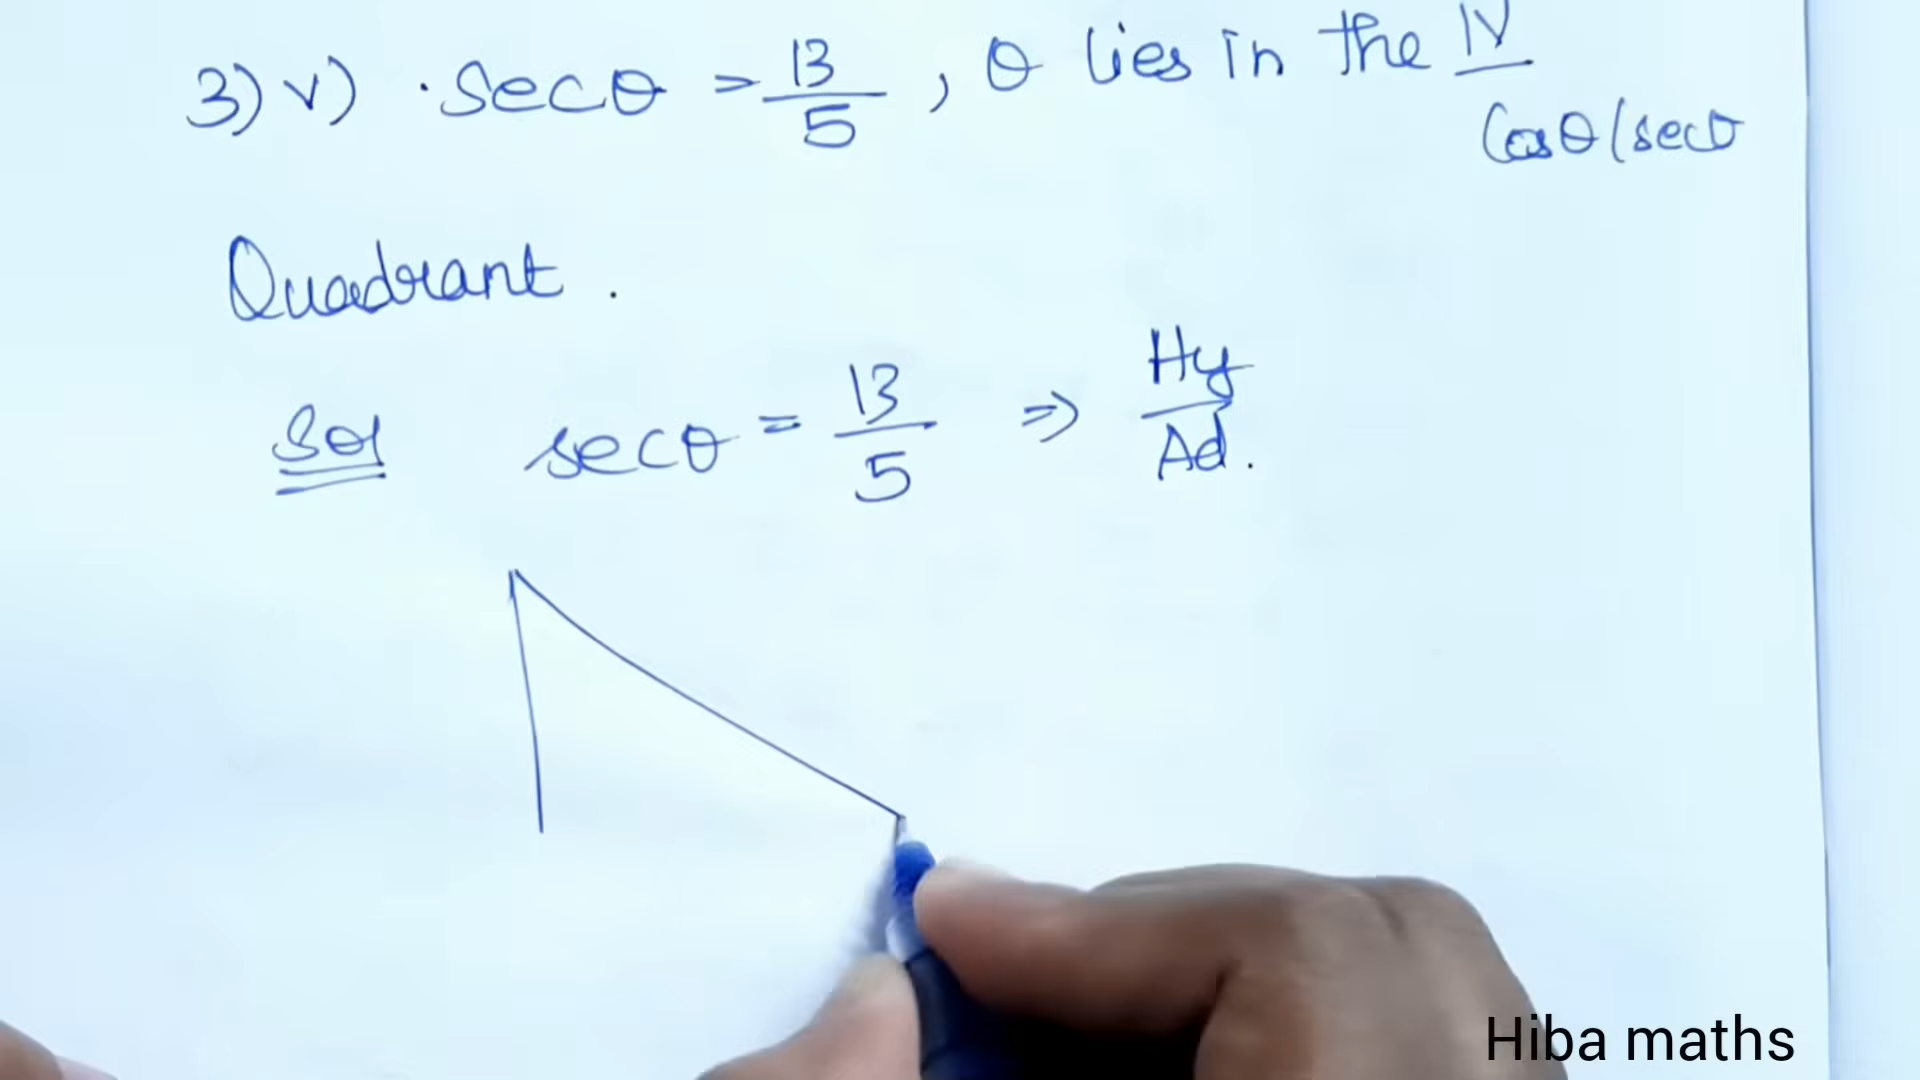 3) v) . secθ = 13/5 , θ lies in the IV
Cosθ/secθ
Quadrant .
Sol secθ = 13/5 ⇒ Hy/Ad.
Hiba maths